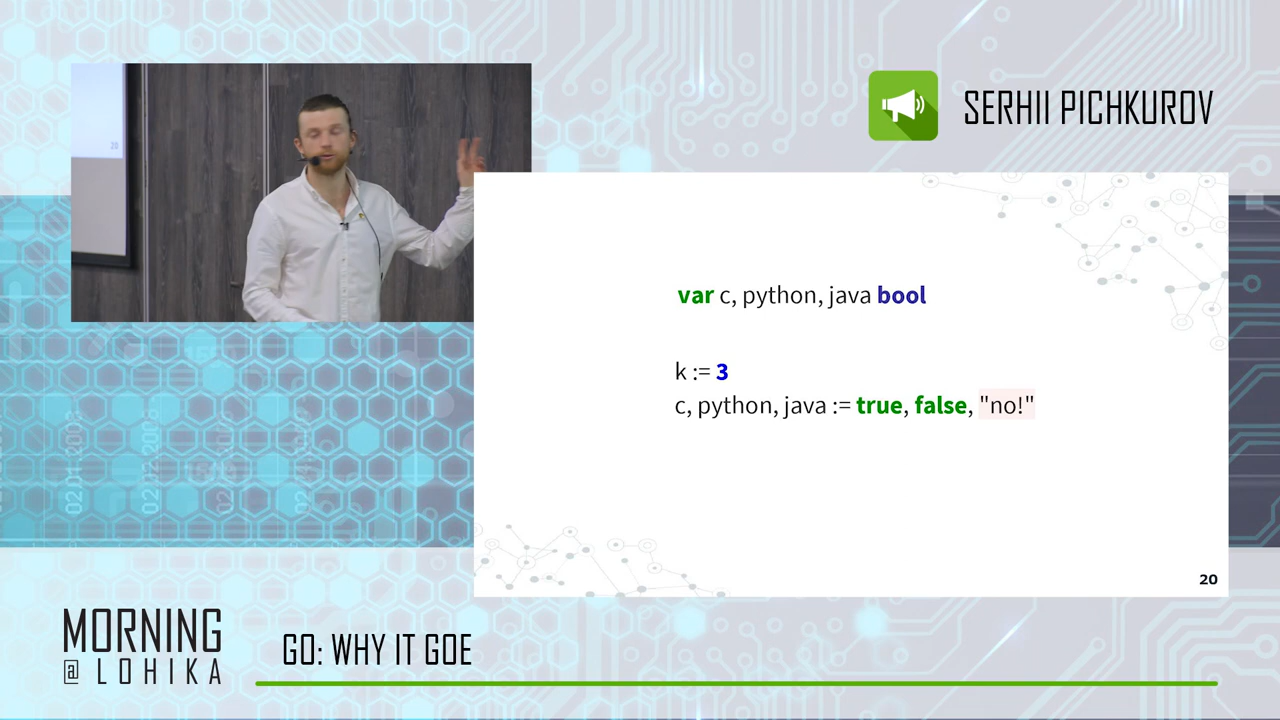 SERHII PICHKUROV
20
var c, python, java bool
k := 3
c, python, java := true, false, "no!"
20
MORNING
@ LOHIKA
GO: WHY IT GOE